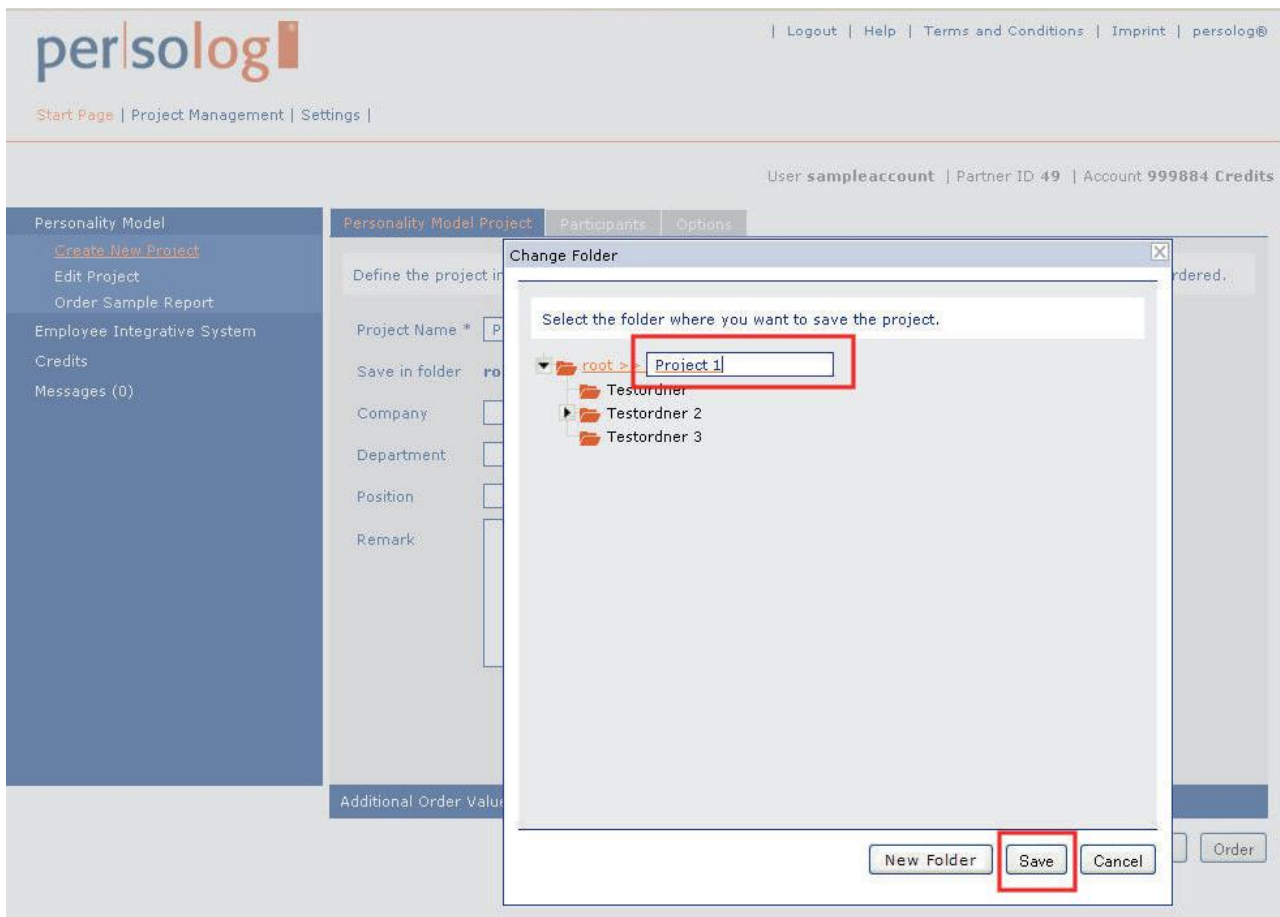 per|solog
| Logout | Help | Terms and Conditions | Imprint | persolog®
Start Page | Project Management | Settings |
User sampleaccount | Partner ID 49 | Account 999884 Credits
Personality Model
Create New Project
Edit Project
Order Sample Report
Employee Integrative System
Credits
Messages (0)
Personality Model Project
Participants
Options
Define the project in
rdered.
Project Name * P
Save in folder ro
Company
Department
Position
Remark
Additional Order Value
Order
Change Folder
Select the folder where you want to save the project.
root >> Project 1
Testordner
Testordner 2
Testordner 3
New Folder
Save
Cancel